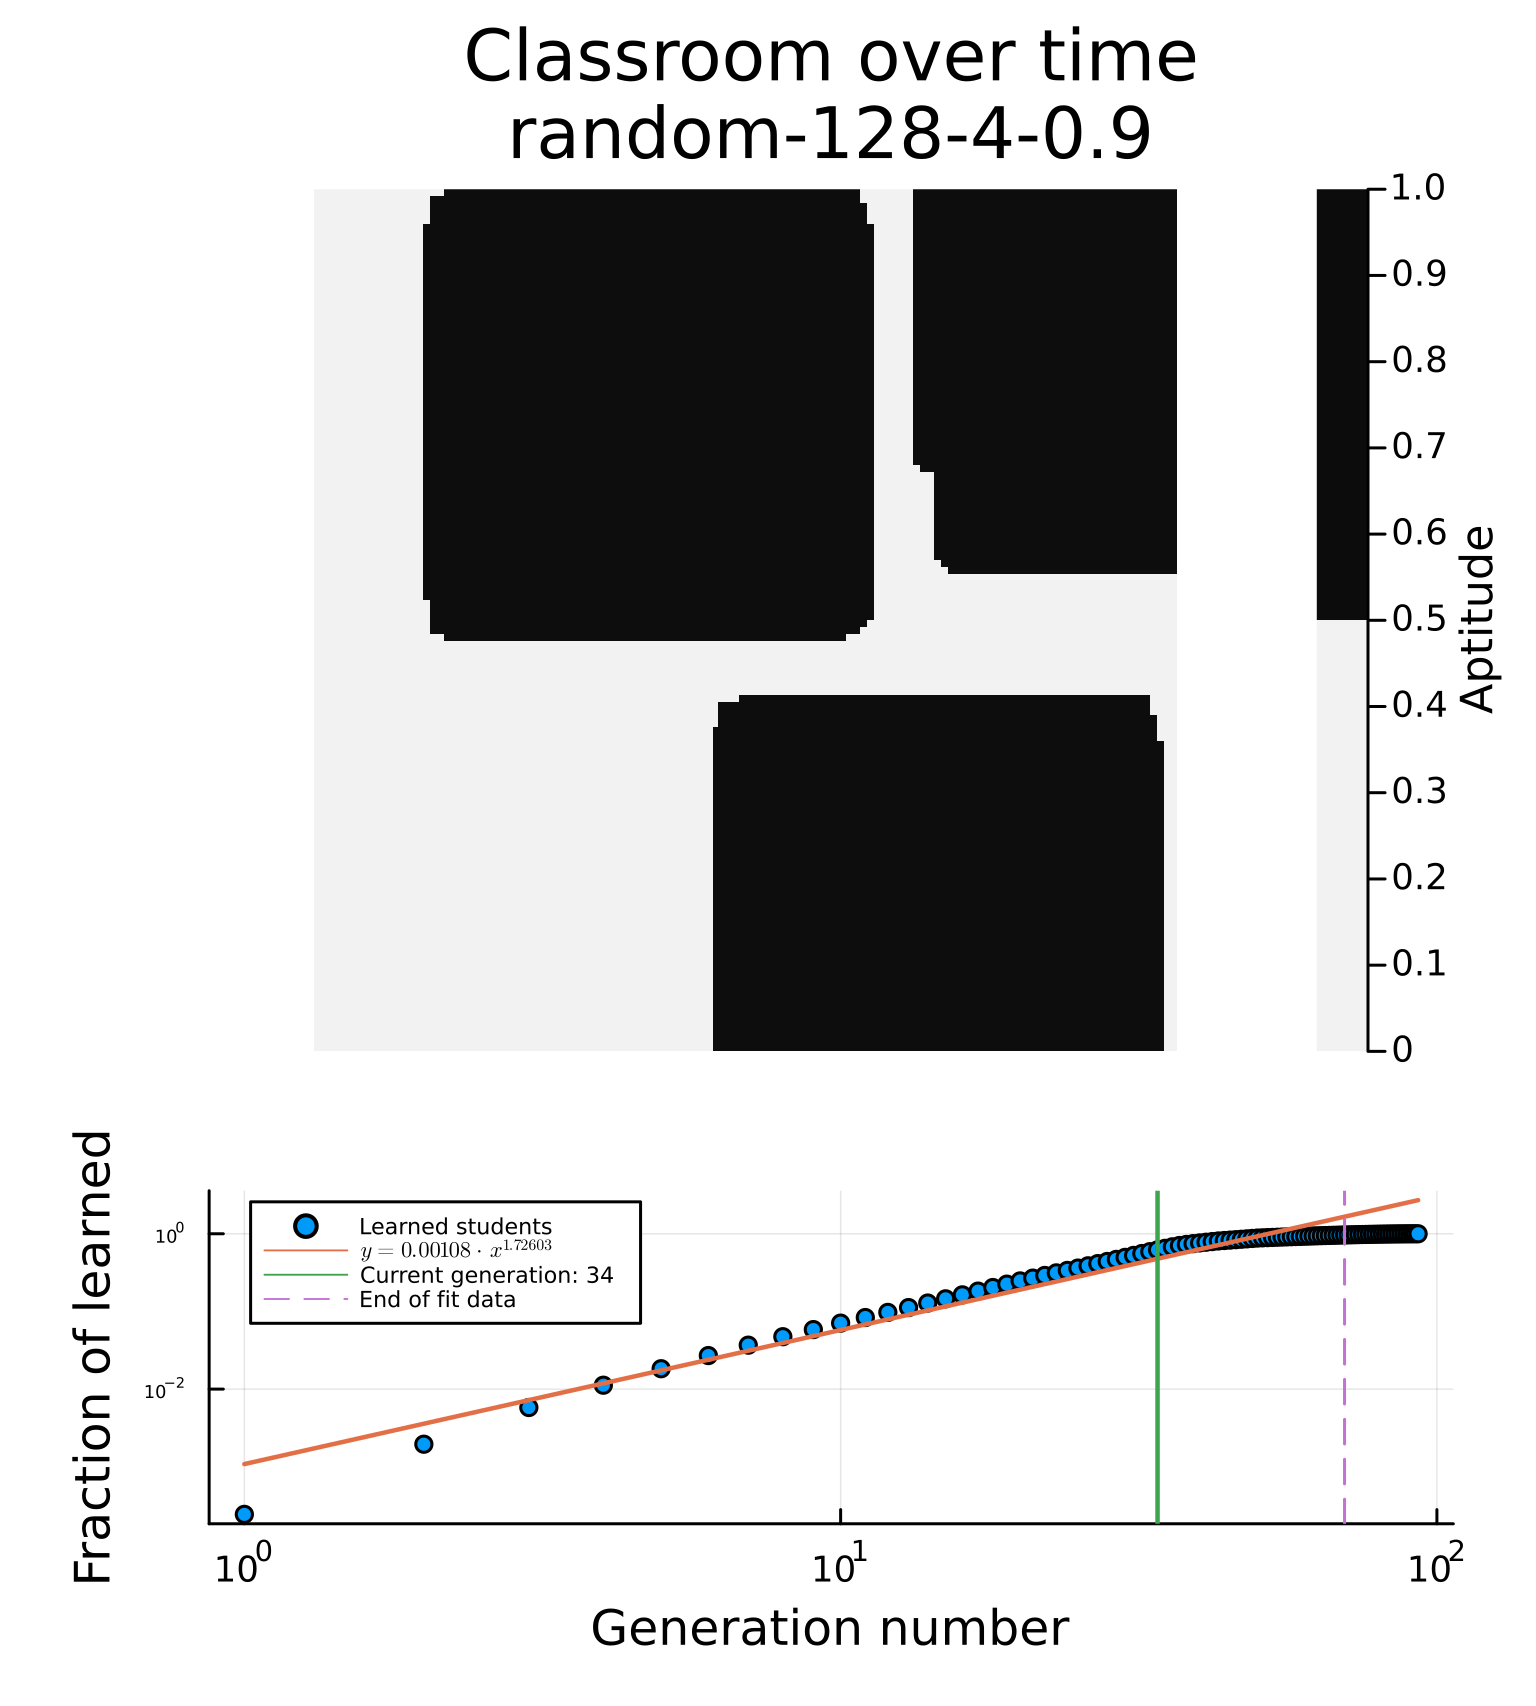 Classroom over time
random-128-4-0.9
1.0
0.9
0.8
0.7
0.6
0.5
0.4
0.3
0.2
0.1
0
Aptitude
Fraction of learned
10⁰
10⁻²
Learned students
y = 0.00108 · x^1.72603
Current generation: 34
End of fit data
10⁰
10¹
10²
Generation number